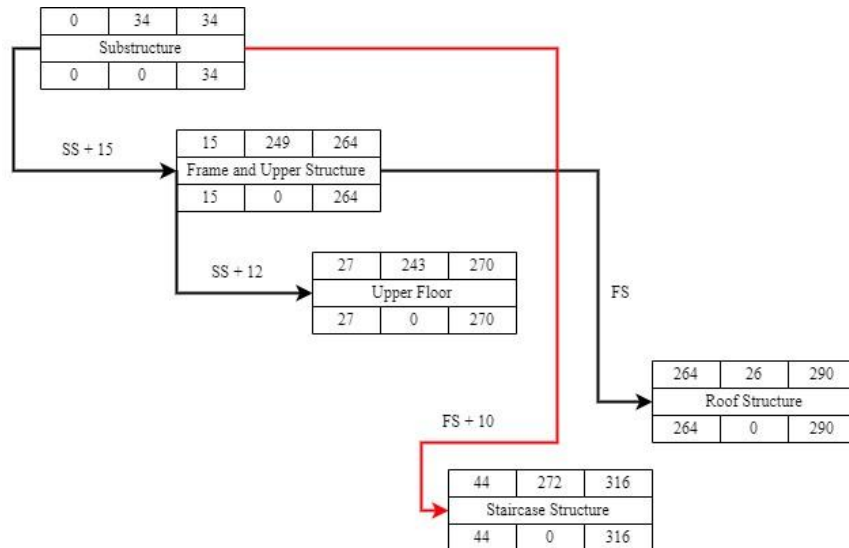 0 34 34
Substructure
0 0 34
SS + 15
15 249 264
Frame and Upper Structure
15 0 264
SS + 12
27 243 270
Upper Floor
27 0 270
FS
264 26 290
Roof Structure
264 0 290
FS + 10
44 272 316
Staircase Structure
44 0 316